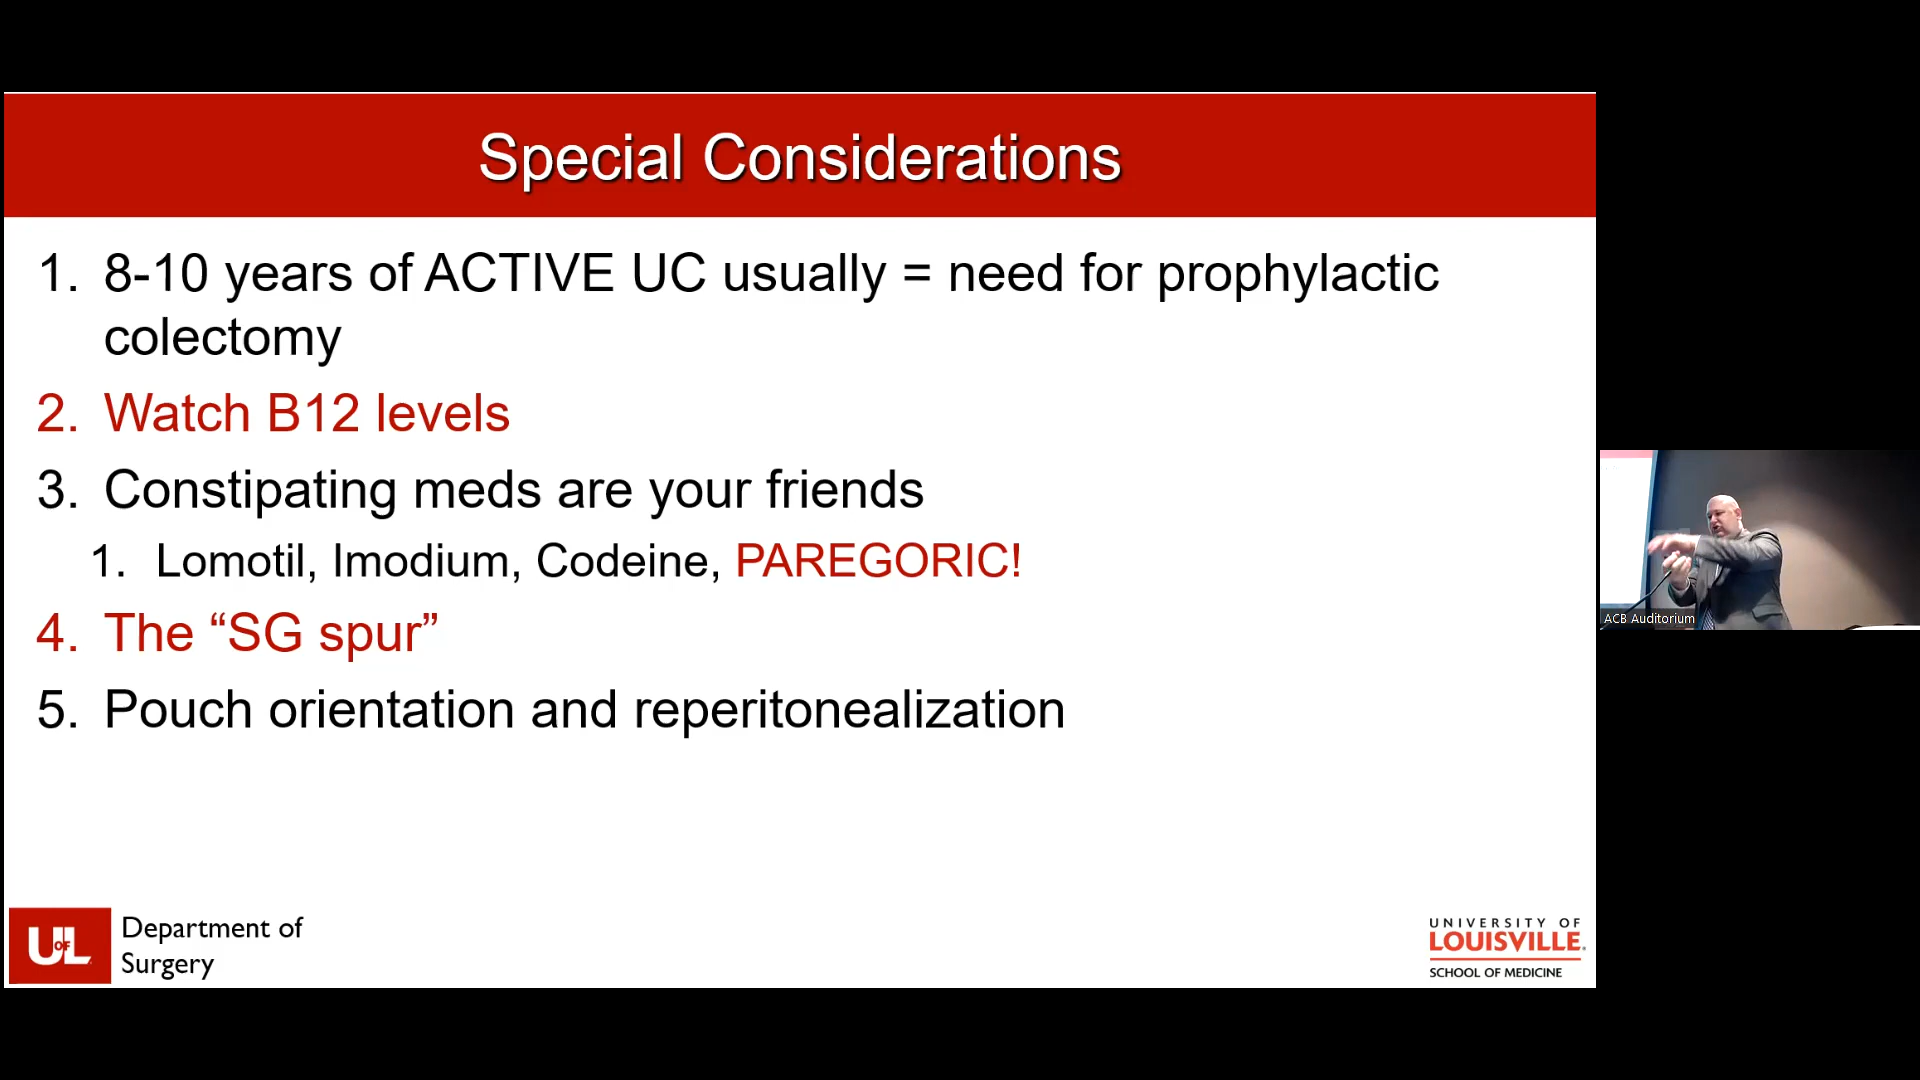 Special Considerations
1. 8-10 years of ACTIVE UC usually = need for prophylactic
colectomy
2. Watch B12 levels
3. Constipating meds are your friends
1. Lomotil, Imodium, Codeine, PAREGORIC!
4. The “SG spur”
5. Pouch orientation and reperitonealization
ACB Auditorium
UL
OF
Department of
Surgery
UNIVERSITY OF
LOUISVILLE
SCHOOL OF MEDICINE